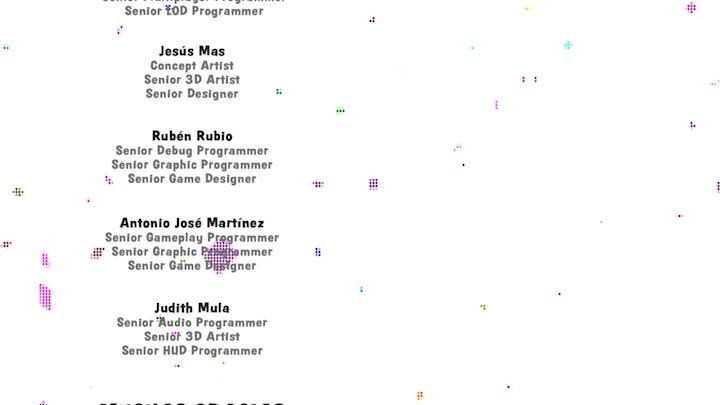 Senior LOD Programmer
Jesús Mas
Concept Artist
Senior 3D Artist
Senior Designer
Rubén Rubio
Senior Debug Programmer
Senior Graphic Programmer
Senior Game Designer
Antonio José Martínez
Senior Gameplay Programmer
Senior Graphic Programmer
Senior Game Designer
Judith Mula
Senior Audio Programmer
Senior 3D Artist
Senior HUD Programmer